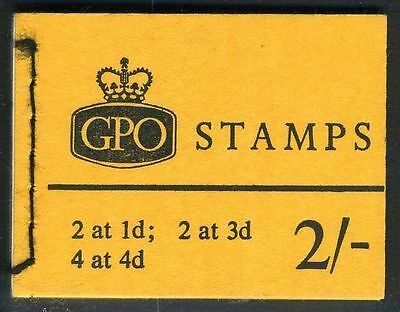 GPO STAMPS
2 at 1d; 2 at 3d
4 at 4d
2/-